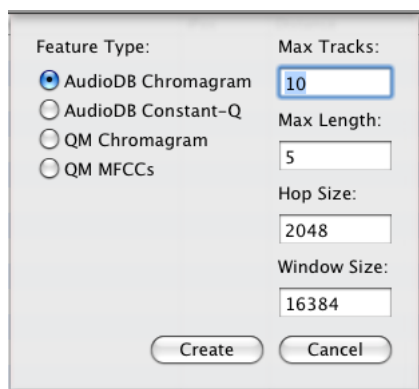 Feature Type:
AudioDB Chromagram
AudioDB Constant-Q
QM Chromagram
QM MFCCs
Max Tracks:
10
Max Length:
5
Hop Size:
2048
Window Size:
16384
Create
Cancel